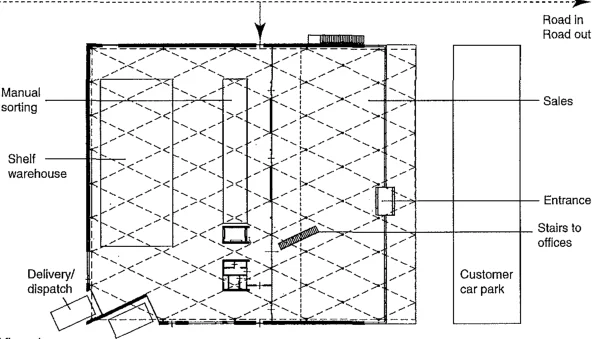 Road in
Road out
Manual
sorting
Sales
Shelf
warehouse
Entrance
Stairs to
offices
Delivery/
dispatch
Customer
car park